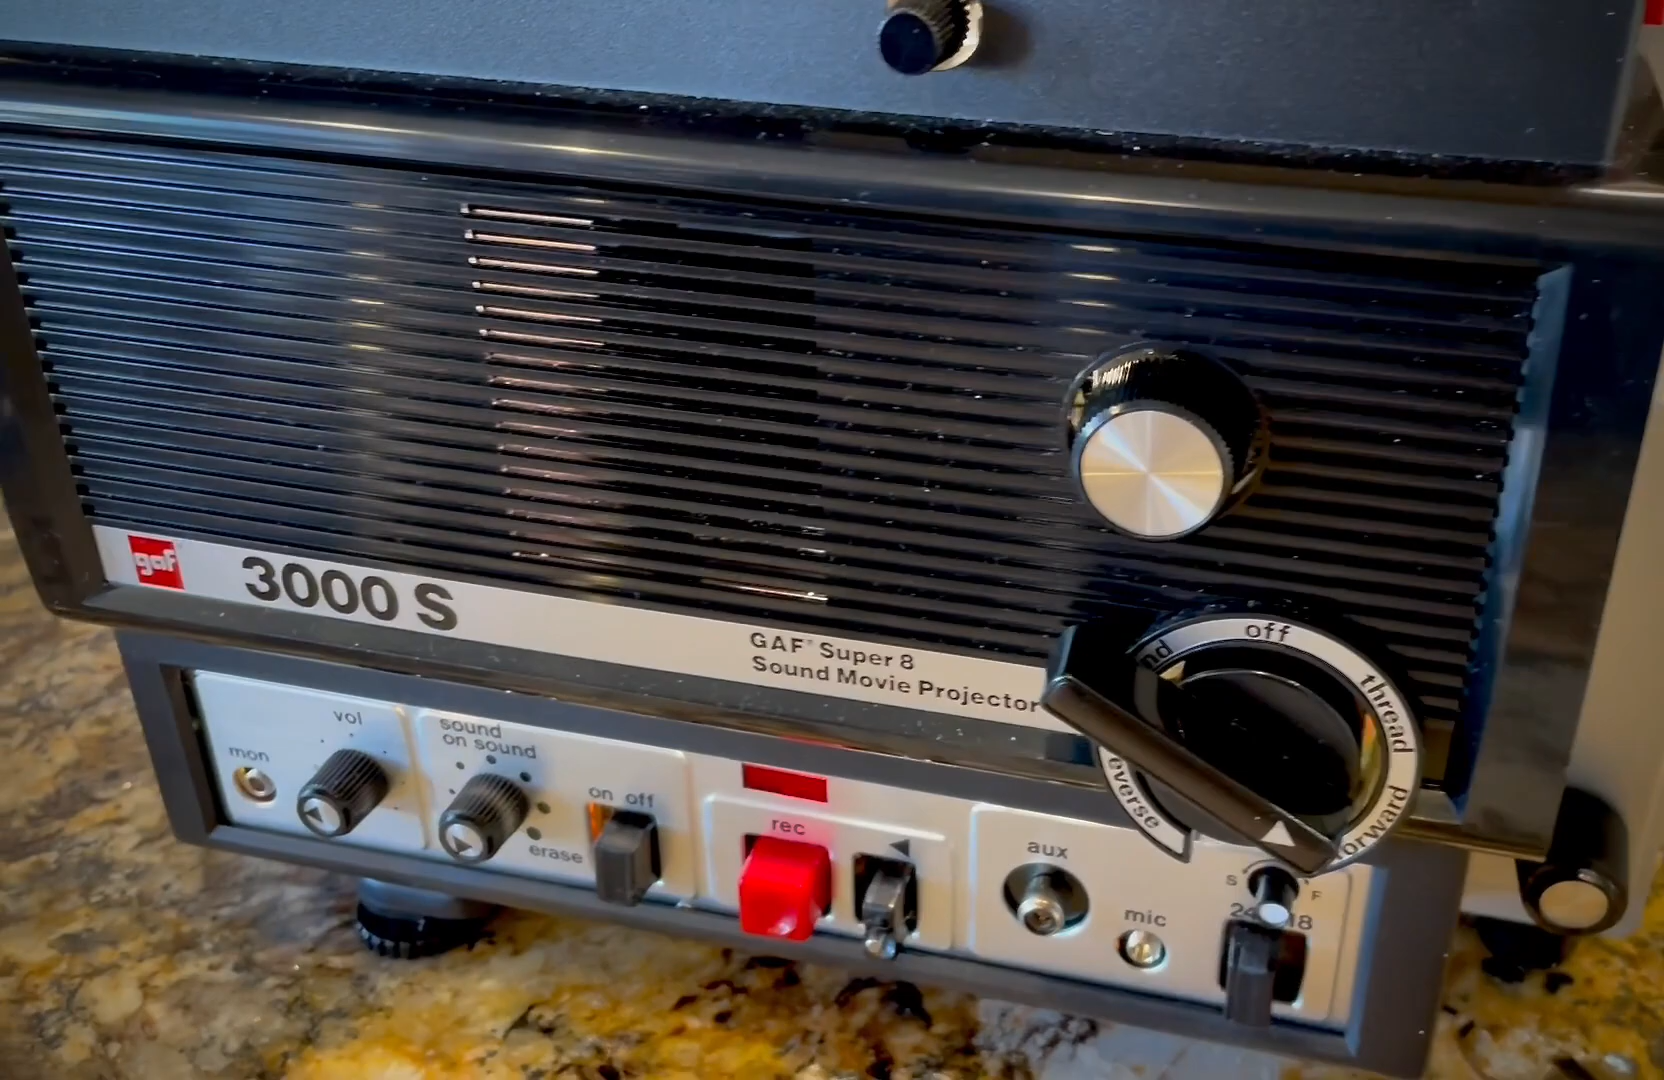 gaf
3000 S
GAF® Super 8
Sound Movie Projector
off
nd
thread
forward
everse
mon
vol
sound
on sound
erase
on off
rec
aux
mic
S F
24 18